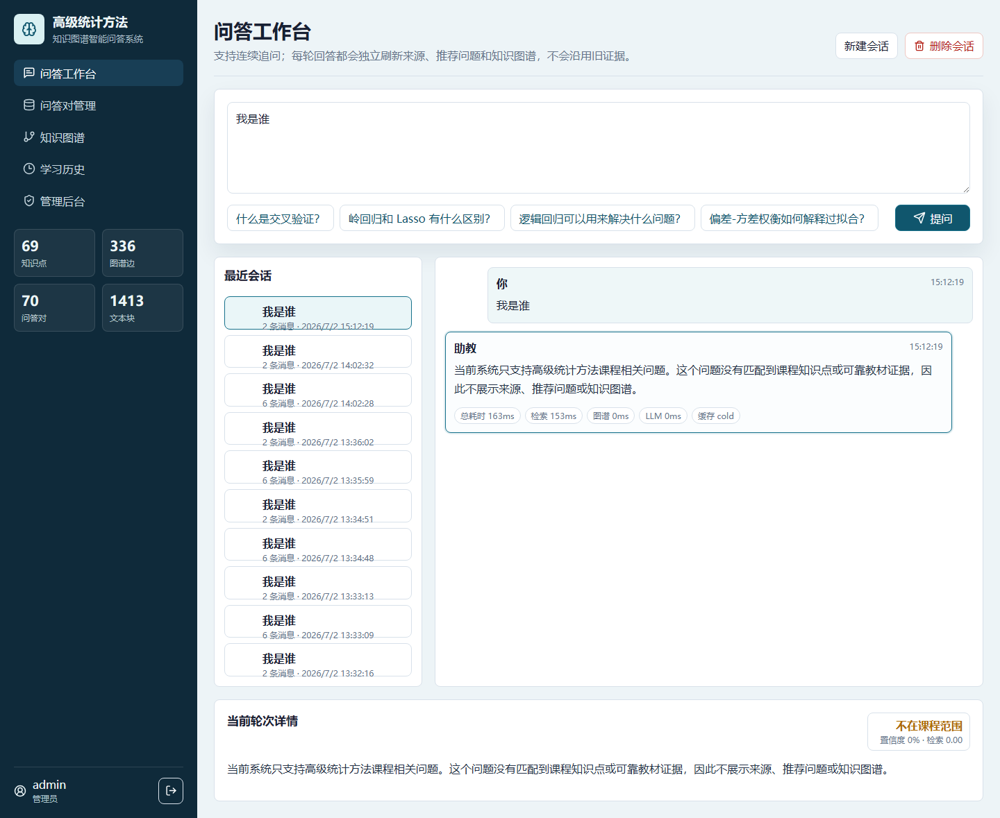 高级统计方法
知识图谱智能问答系统
问答工作台
问答对管理
知识图谱
学习历史
管理后台
69
知识点
336
图谱边
70
问答对
1413
文本块
admin
管理员
问答工作台
支持连续追问；每轮回答都会独立刷新来源、推荐问题和知识图谱，不会沿用旧证据。
新建会话
删除会话
我是谁
什么是交叉验证？
岭回归和 Lasso 有什么区别？
逻辑回归可以用来解决什么问题？
偏差-方差权衡如何解释过拟合？
提问
最近会话
我是谁
2 条消息 · 2026/7/2 15:12:19
我是谁
2 条消息 · 2026/7/2 14:02:32
我是谁
6 条消息 · 2026/7/2 14:02:28
我是谁
2 条消息 · 2026/7/2 13:36:02
我是谁
6 条消息 · 2026/7/2 13:35:59
我是谁
2 条消息 · 2026/7/2 13:34:51
我是谁
6 条消息 · 2026/7/2 13:34:48
我是谁
2 条消息 · 2026/7/2 13:33:13
我是谁
6 条消息 · 2026/7/2 13:33:09
我是谁
2 条消息 · 2026/7/2 13:32:16
你
15:12:19
我是谁
助教
15:12:19
当前系统只支持高级统计方法课程相关问题。这个问题没有匹配到课程知识点或可靠教材证据，因
此不展示来源、推荐问题或知识图谱。
总耗时 163ms
检索 153ms
图谱 0ms
LLM 0ms
缓存 cold
当前轮次详情
不在课程范围
置信度 0% · 检索 0.00
当前系统只支持高级统计方法课程相关问题。这个问题没有匹配到课程知识点或可靠教材证据，因此不展示来源、推荐问题或知识图谱。